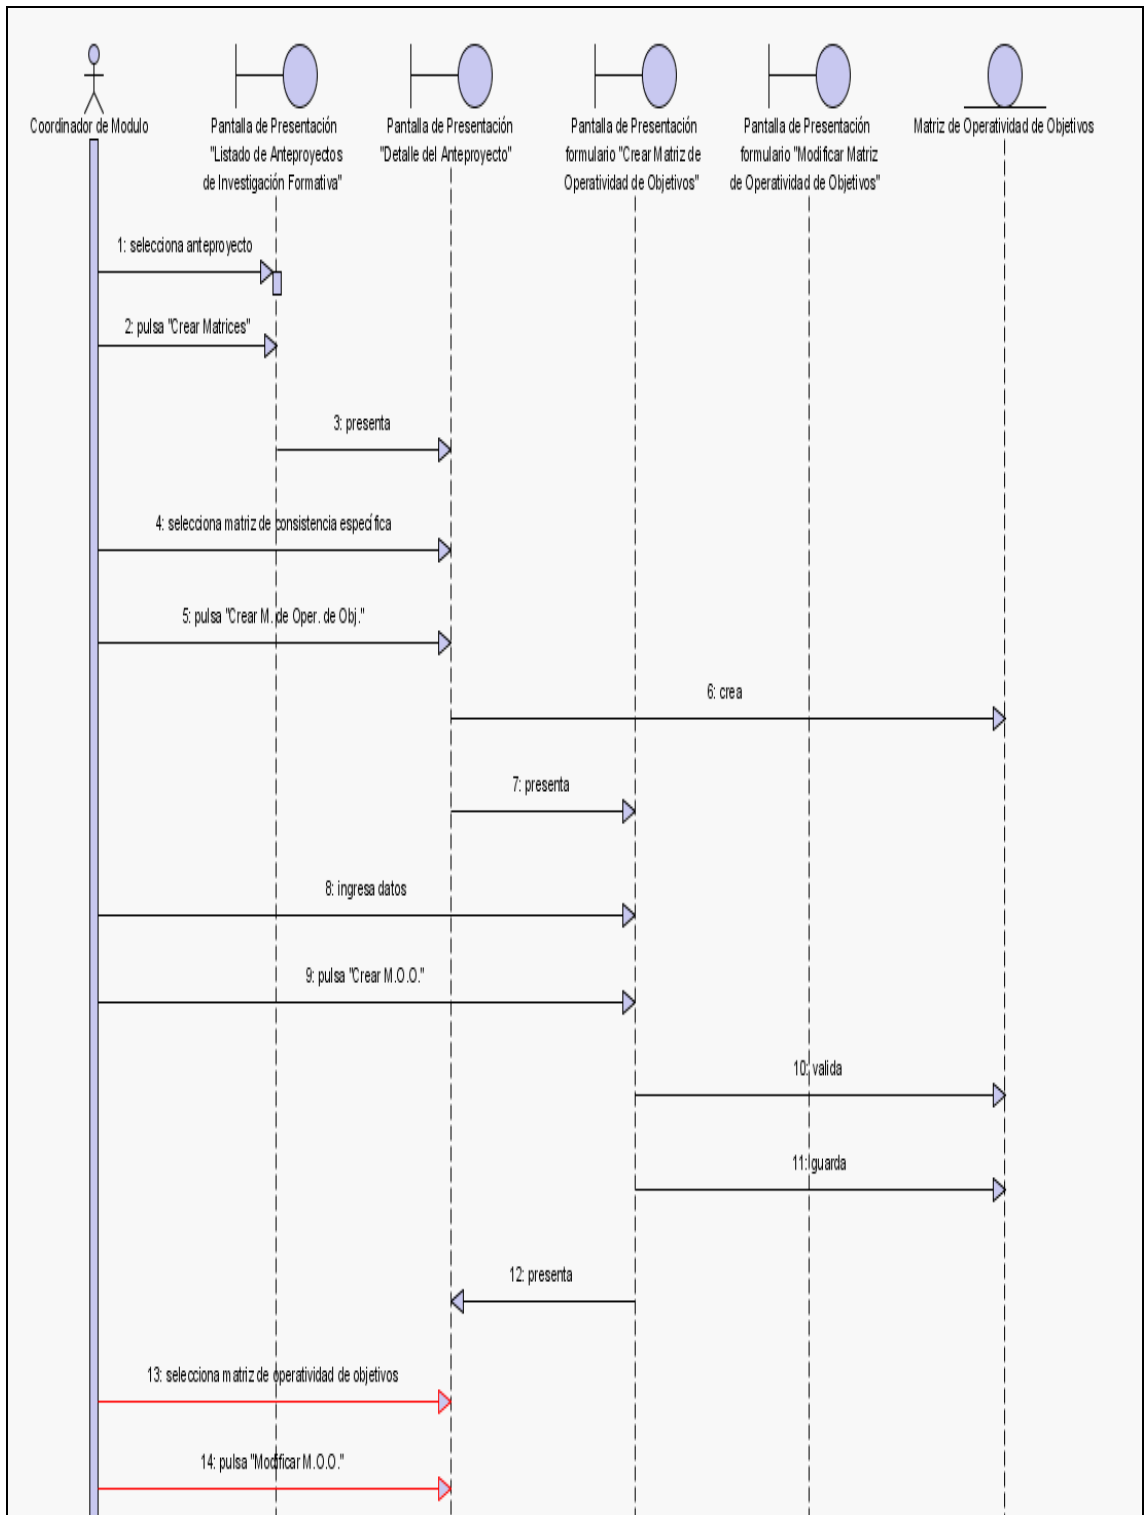 Coordinador de Modulo
Pantalla de Presentación
"Listado de Anteproyectos
de Investigación Formativa"
Pantalla de Presentación
"Detalle del Anteproyecto"
Pantalla de Presentación
formulario "Crear Matriz de
Operatividad de Objetivos"
Pantalla de Presentación
formulario "Modificar Matriz
de Operatividad de Objetivos"
Matriz de Operatividad de Objetivos
1: selecciona anteproyecto
2: pulsa "Crear Matrices"
3: presenta
4: selecciona matriz de consistencia específica
5: pulsa "Crear M. de Oper. de Obj."
6: crea
7: presenta
8: ingresa datos
9: pulsa "Crear M.O.O."
10: valida
11: guarda
12: presenta
13: selecciona matriz de operatividad de objetivos
14: pulsa "Modificar M.O.O."